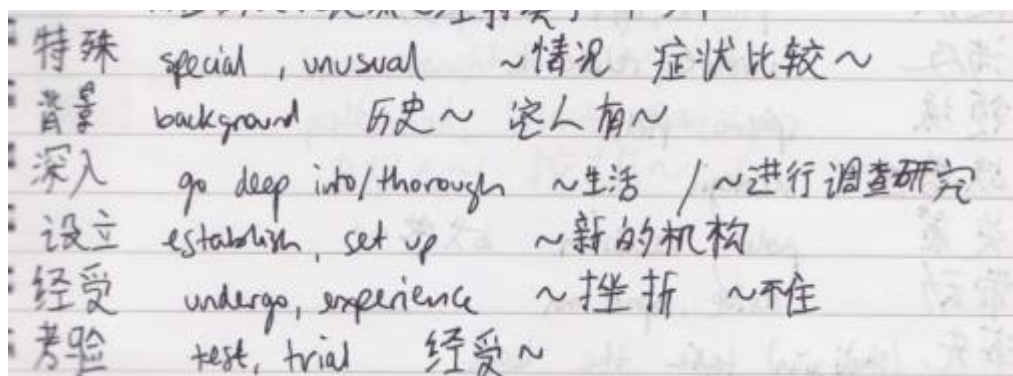 特殊 special, unusual ~情况 症状比较~
背景 background 历史~ 这人有~
深入 go deep into/thorough ~生活 / ~进行调查研究
设立 establish, set up ~新的机构
经受 undergo, experience ~挫折 ~不住
考验 test, trial 经受~